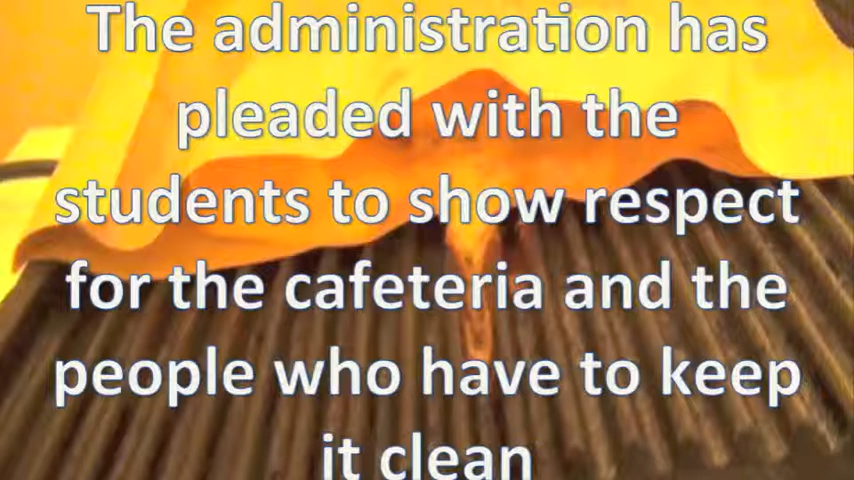 The administration has
pleaded with the
students to show respect
for the cafeteria and the
people who have to keep
it clean